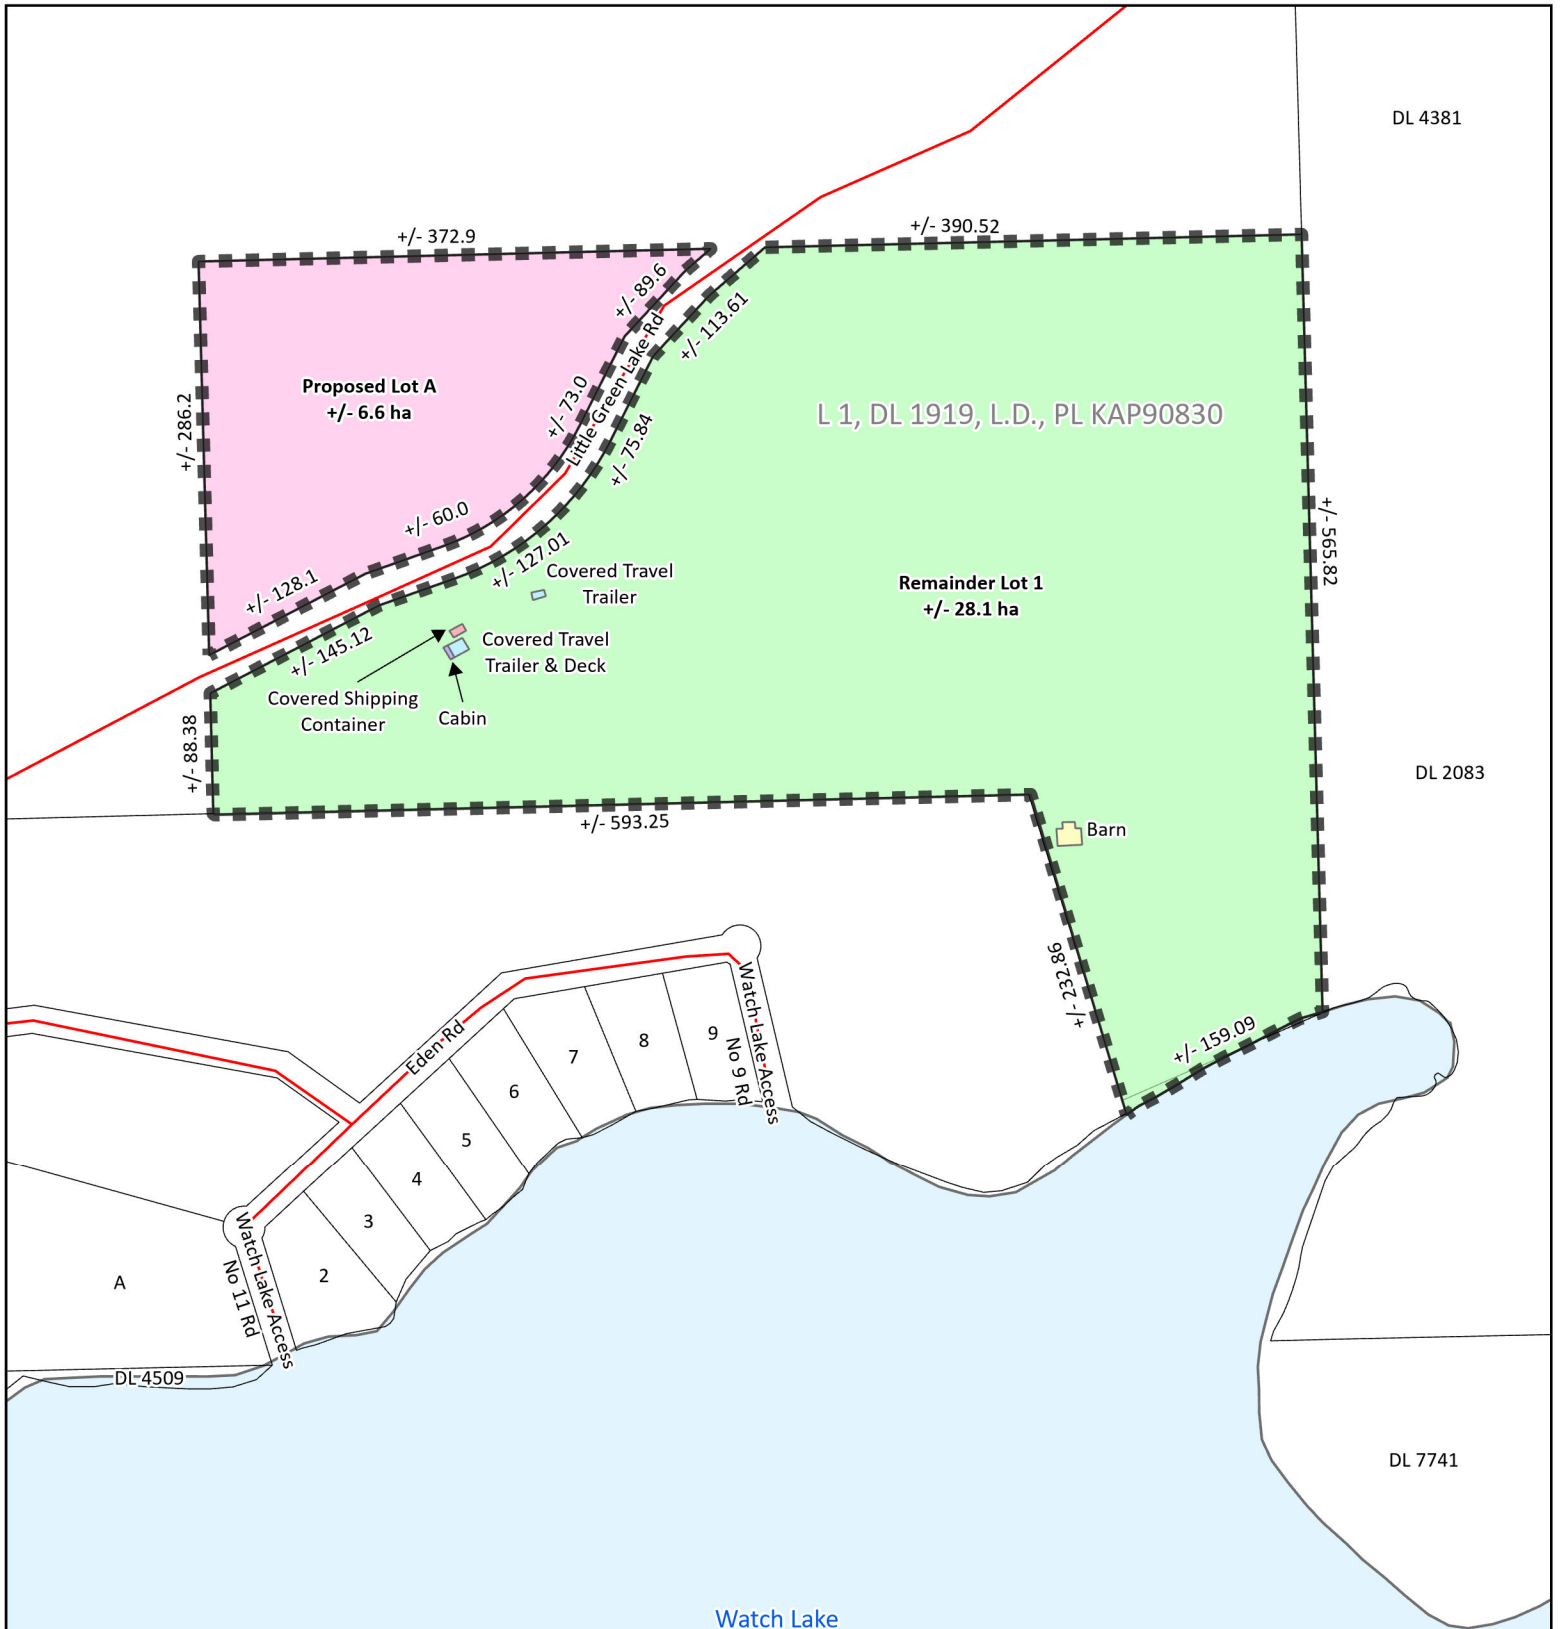 DL 4381
+/- 372.9
+/- 390.52
+/- 89.6
+/- 113.61
Little Green Lake Rd
Proposed Lot A
+/- 6.6 ha
+/- 286.2
+/- 73.0
+/- 75.84
L 1, DL 1919, L.D., PL KAP90830
+/- 60.0
+/- 127.01
+/- 565.82
+/- 128.1
+/- 145.12
Covered Travel
Trailer
Remainder Lot 1
+/- 28.1 ha
Covered Travel
Trailer & Deck
Covered Shipping
Container
Cabin
+/- 88.38
DL 2083
+/- 593.25
Barn
+/- 232.86
+/- 159.09
Eden Rd
Watch Lake Access
No 9 Rd
9
8
7
6
5
4
3
2
Watch Lake Access
No 11 Rd
A
DL 4509
DL 7741
Watch Lake